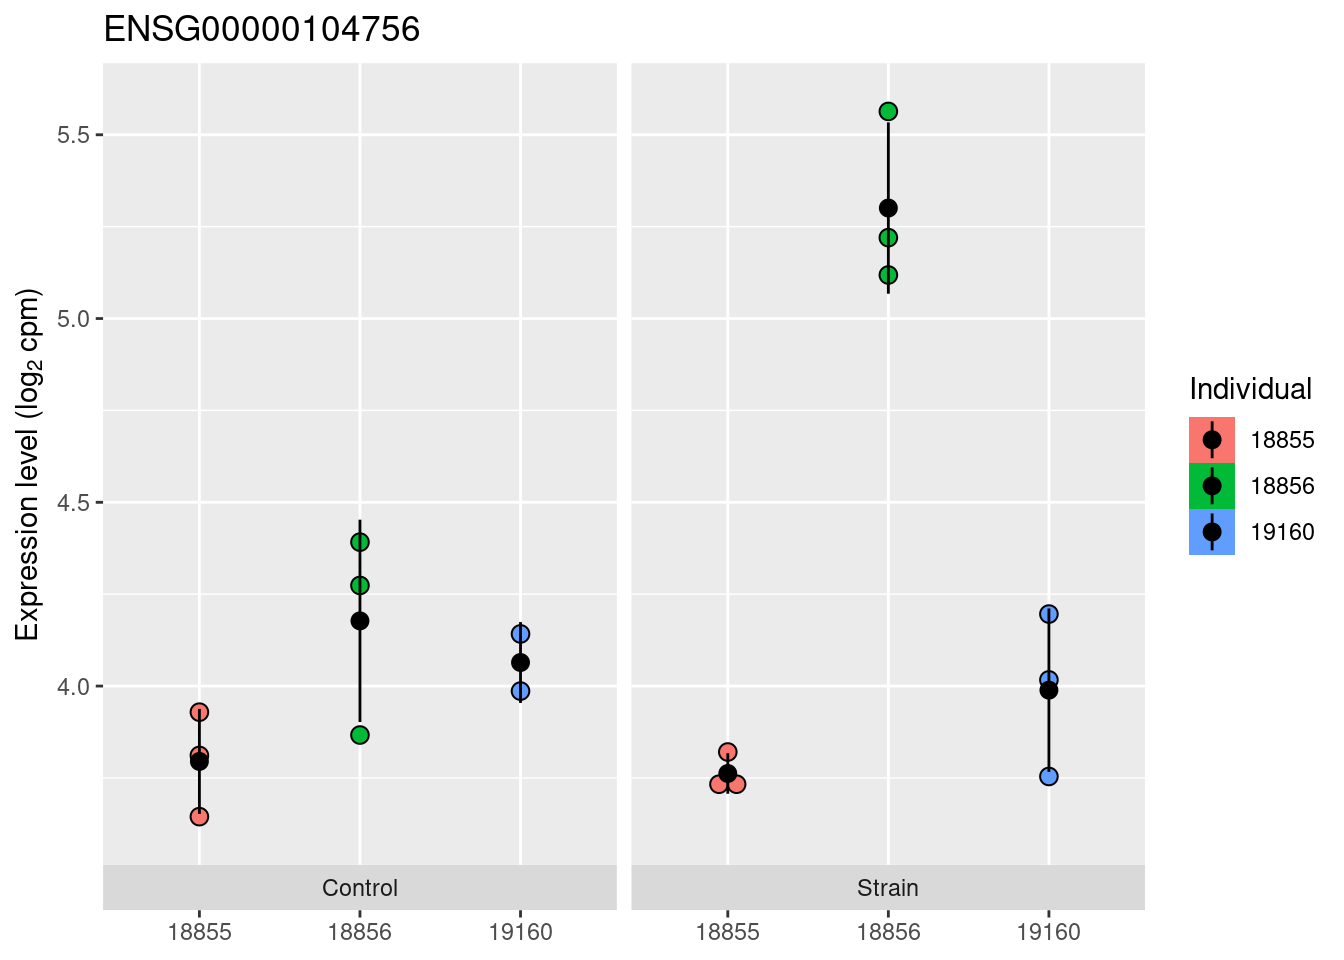 ENSG00000104756
Expression level (log₂ cpm)
5.5
5.0
4.5
4.0
Control
Strain
18855
18856
19160
18855
18856
19160
Individual
18855
18856
19160